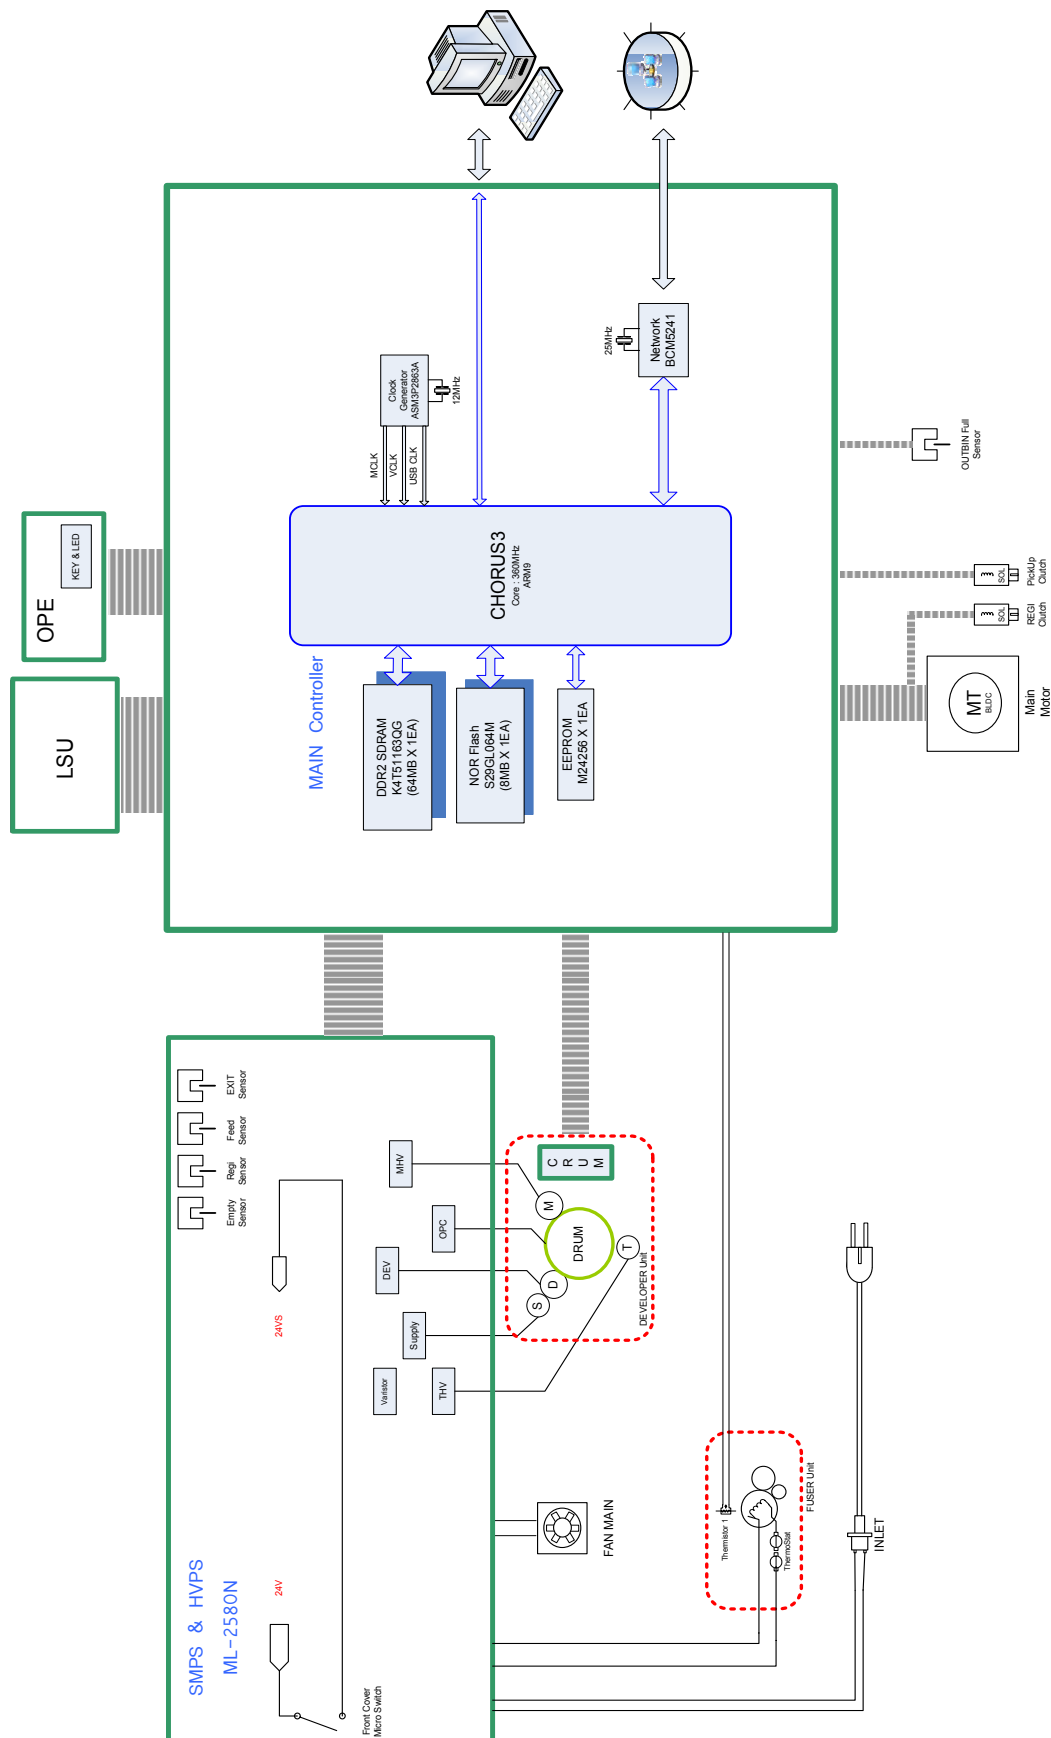 OPE
KEY & LED
LSU
MAIN Controller
Clock
Generator
ASM3P2863A
12MHz
MCLK
VCLK
USB CLK
25MHz
Network
BCM5241
CHORUS3
Core : 360MHz
ARM9
DDR2 SDRAM
K4T51163QG
(64MB X 1EA)
NOR Flash
S29GL064M
(8MB X 1EA)
EEPROM
M24256 X 1EA
OUTBIN Full
Sensor
SOL
PickUp
Clutch
SOL
REGI
Clutch
MT
BLDC
Main
Motor
SMPS & HVPS
ML-2580N
EXIT
Sensor
Feed
Sensor
Regi
Sensor
Empty
Sensor
24VS
24V
Front Cover
Micro Switch
MHV
OPC
DEV
Supply
THV
Varistor
C
R
U
M
M
DRUM
D
S
T
DEVELOPER Unit
FAN MAIN
Thermistor 1
ThermoStat
FUSER Unit
INLET